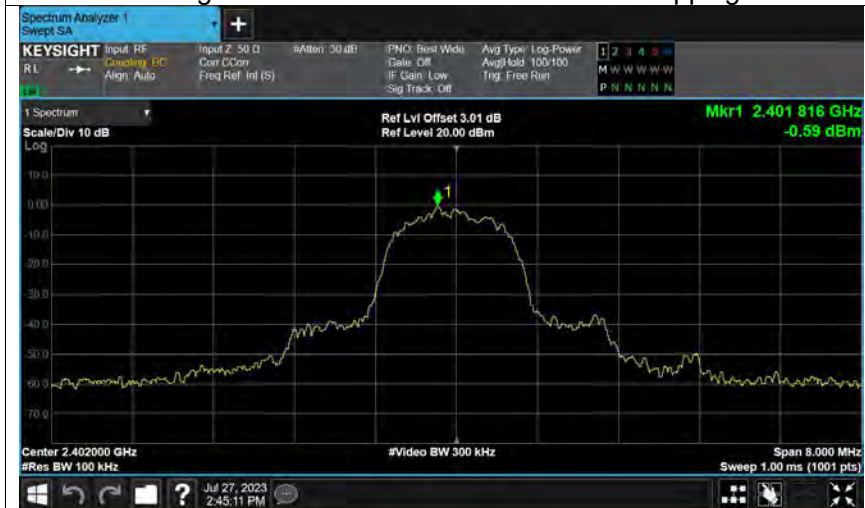 Spectrum Analyzer 1
Swept SA
+
KEYSIGHT Input: RF Input Z: 50 Ω #Atten: 30 dB PNO: Best Wide Avg Type: Log-Power 1 2 3 4 5 6
RL Coupling: DC Corr CCorr Gate: Off Avg|Hold: 100/100 M W W W W W
Align: Auto Freq Ref: Int (S) IF Gain: Low Trig: Free Run
Sig Track: Off P N N N N N
1 Spectrum Ref Lvl Offset 3.01 dB Mkr1 2.401 816 GHz
Scale/Div 10 dB Ref Level 20.00 dBm -0.59 dBm
Log
10.0
1
0.00
-10.0
-20.0
-30.0
-40.0
-50.0
-60.0
-70.0
Center 2.402000 GHz #Video BW 300 kHz Span 8.000 MHz
#Res BW 100 kHz Sweep 1.00 ms (1001 pts)
? Jul 27, 2023
2:45:11 PM